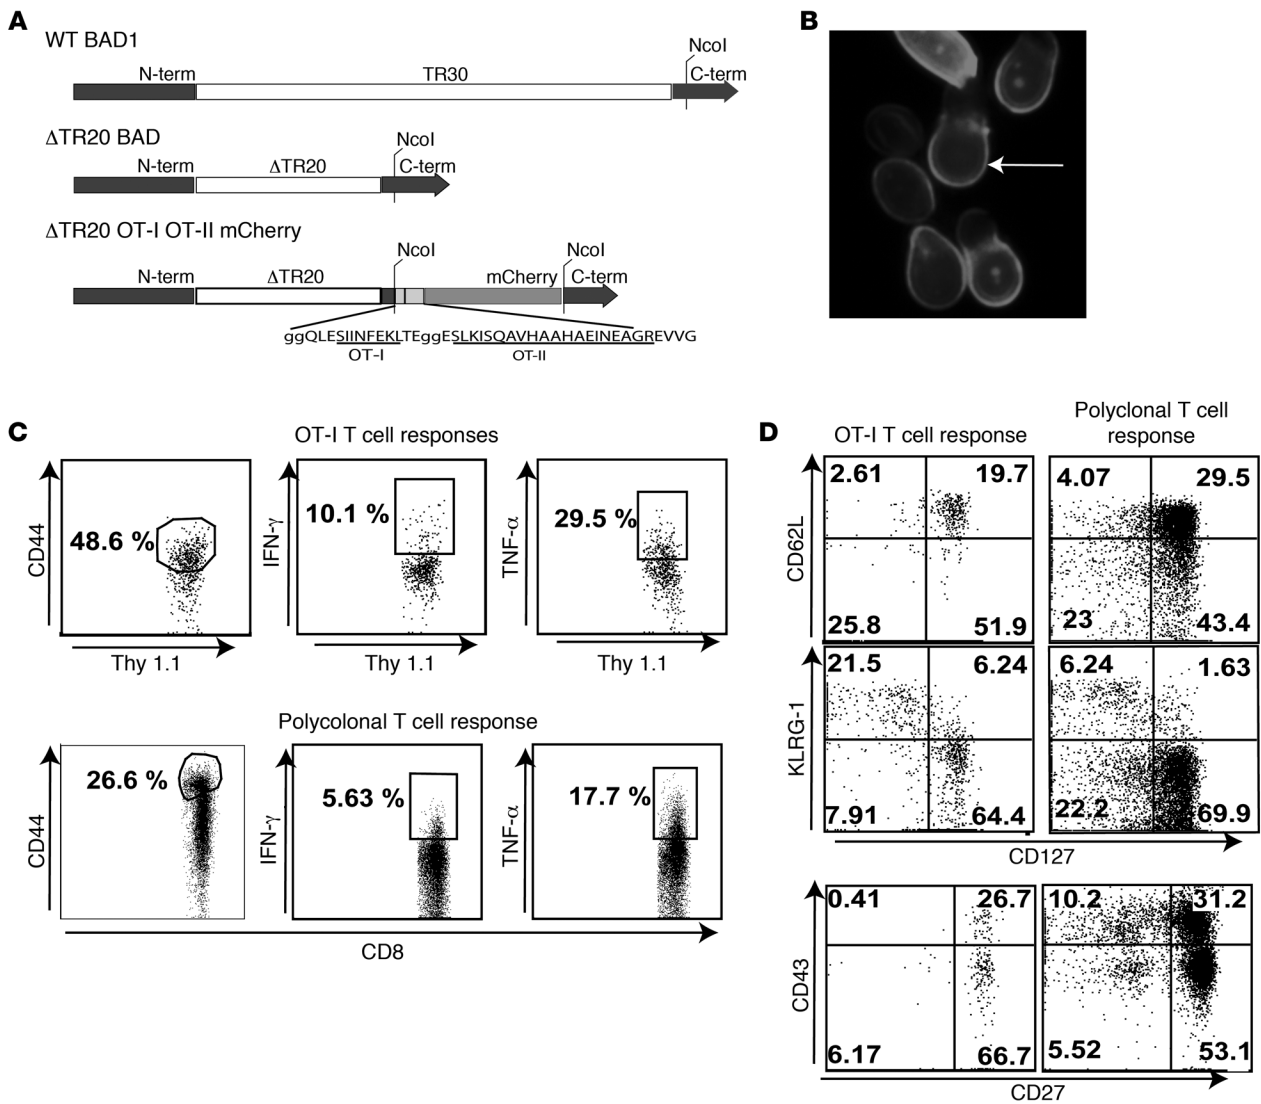 A
WT BAD1
NcoI
N-term
TR30
C-term
ΔTR20 BAD
NcoI
N-term
ΔTR20
C-term
ΔTR20 OT-I OT-II mCherry
NcoI
NcoI
N-term
ΔTR20
mCherry
C-term
ggQLESIINFEKLTEggESLKISQAVHAAHAEINEAGREVVG
OT-I
OT-II
B
C
OT-I T cell responses
CD44
48.6 %
Thy 1.1
IFN-γ
10.1 %
Thy 1.1
TNF-α
29.5 %
Thy 1.1
Polycolonal T cell response
CD44
26.6 %
IFN-γ
5.63 %
TNF-α
17.7 %
CD8
D
OT-I T cell response
Polyclonal T cell
response
CD62L
2.61
19.7
25.8
51.9
4.07
29.5
23
43.4
KLRG-1
21.5
6.24
7.91
64.4
6.24
1.63
22.2
69.9
CD127
CD43
0.41
26.7
6.17
66.7
10.2
31.2
5.52
53.1
CD27